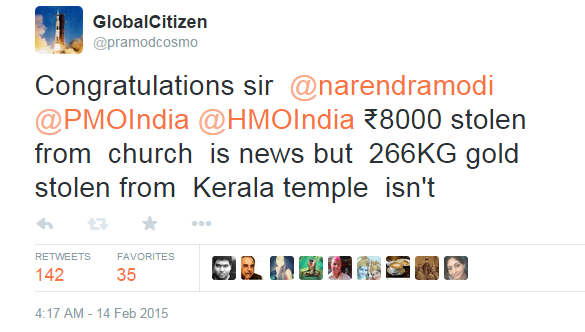 GlobalCitizen
@pramodcosmo
Congratulations sir @narendramodi
@PMOIndia @HMOIndia ₹8000 stolen
from church is news but 266KG gold
stolen from Kerala temple isn't
RETWEETS FAVORITES
142 35
4:17 AM - 14 Feb 2015